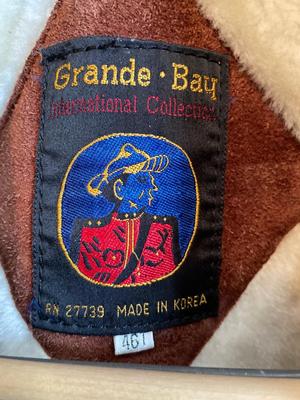 Grande · Bay
International Collection
RN 27739 MADE IN KOREA
46T